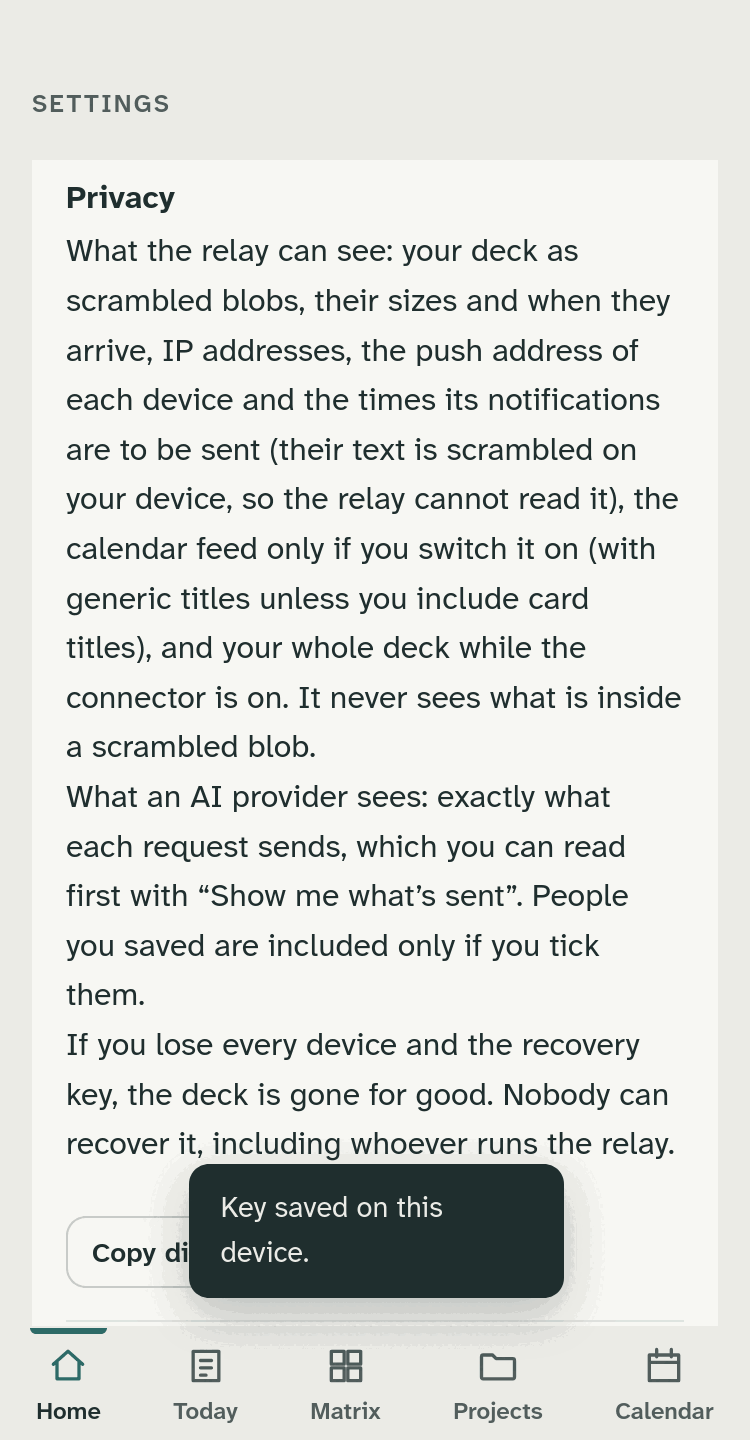 SETTINGS
Privacy
What the relay can see: your deck as
scrambled blobs, their sizes and when they
arrive, IP addresses, the push address of
each device and the times its notifications
are to be sent (their text is scrambled on
your device, so the relay cannot read it), the
calendar feed only if you switch it on (with
generic titles unless you include card
titles), and your whole deck while the
connector is on. It never sees what is inside
a scrambled blob.
What an AI provider sees: exactly what
each request sends, which you can read
first with “Show me what’s sent”. People
you saved are included only if you tick
them.
If you lose every device and the recovery
key, the deck is gone for good. Nobody can
recover it, including whoever runs the relay.
Key saved on this
device.
Copy
Home Today Matrix Projects Calendar